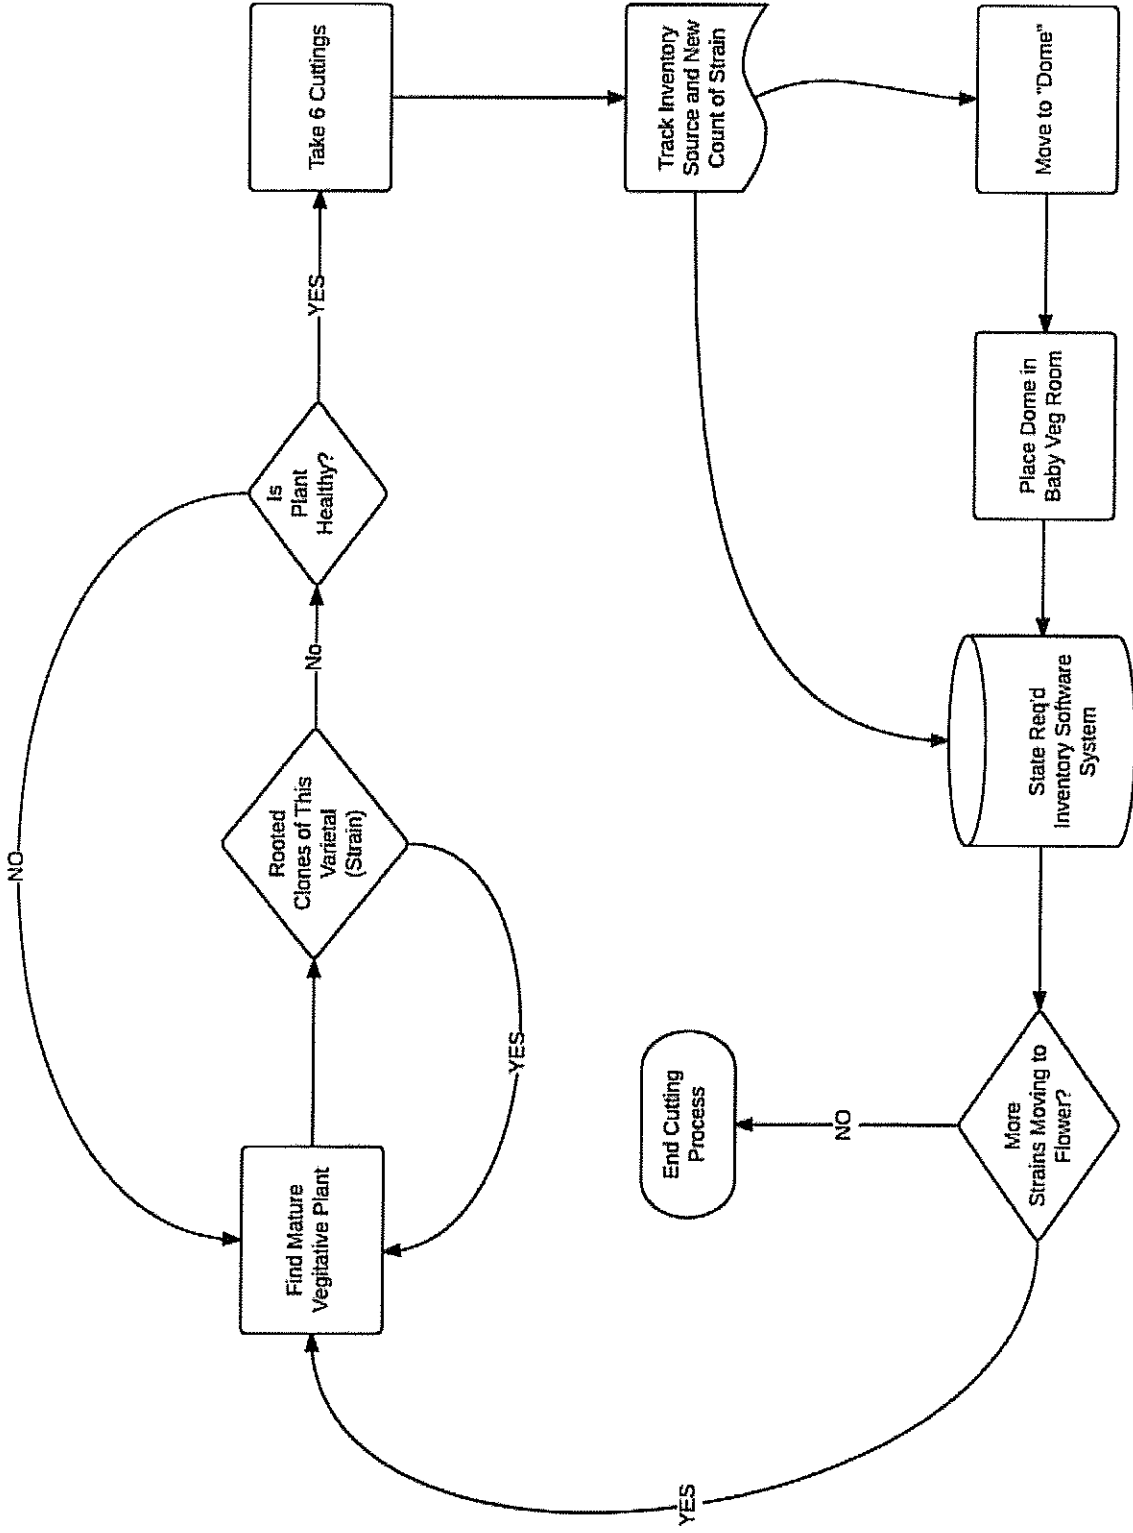 NO
Find Mature
Vegitative Plant
Rooted
Clones of This
Varietal
(Strain)
No
Is
Plant
Healthy?
YES
Take 6 Cuttings
YES
YES
End Cutting
Process
Track Inventory
Source and New
Count of Strain
NO
More
Strains Moving to
Flower?
State Req'd
Inventory Software
System
Place Dome in
Baby Veg Room
Move to "Dome"